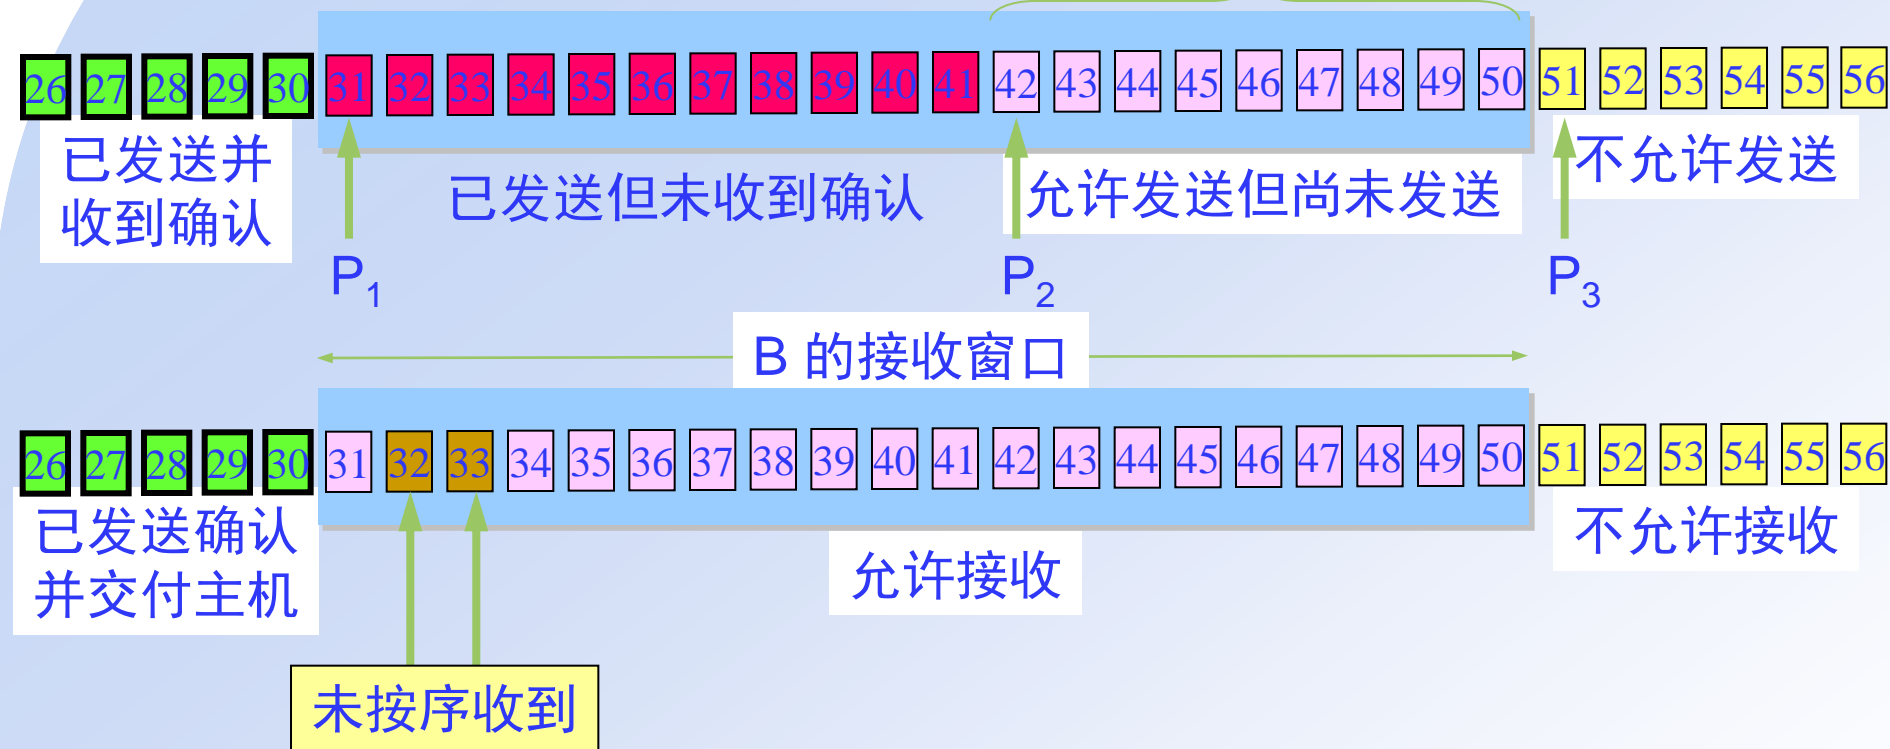 26 27 28 29 30 31 32 33 34 35 36 37 38 39 40 41 42 43 44 45 46 47 48 49 50 51 52 53 54 55 56
已发送并
收到确认
已发送但未收到确认
允许发送但尚未发送
不允许发送
P1
P2
P3
B 的接收窗口
26 27 28 29 30 31 32 33 34 35 36 37 38 39 40 41 42 43 44 45 46 47 48 49 50 51 52 53 54 55 56
已发送确认
并交付主机
允许接收
不允许接收
未按序收到